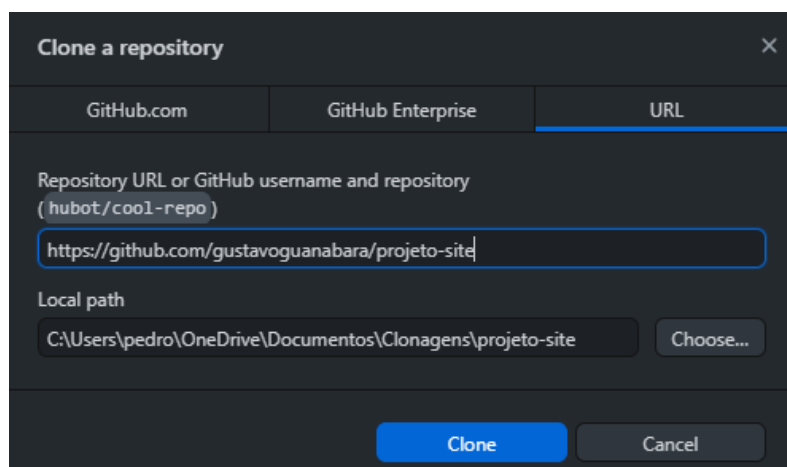 Clone a repository
GitHub.com
GitHub Enterprise
URL
Repository URL or GitHub username and repository
(hubot/cool-repo)
https://github.com/gustavoguanabara/projeto-site
Local path
C:\Users\pedro\OneDrive\Documentos\Clonagens\projeto-site
Choose...
Clone
Cancel